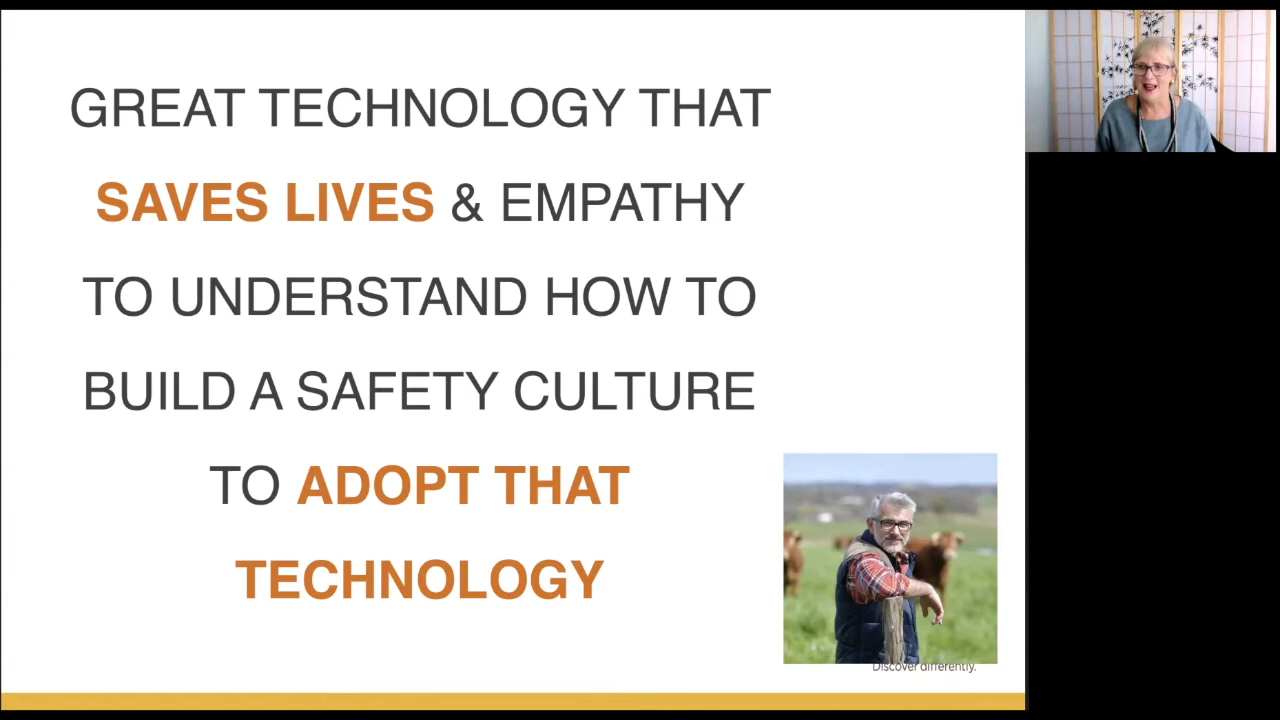 GREAT TECHNOLOGY THAT
SAVES LIVES & EMPATHY
TO UNDERSTAND HOW TO
BUILD A SAFETY CULTURE
TO ADOPT THAT
TECHNOLOGY
Discover differently.